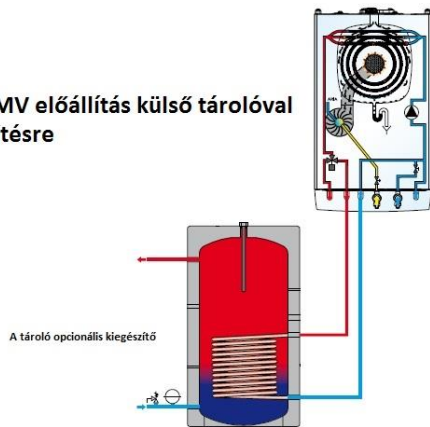 MV előállítás külső tárolóval
tésre
A tároló opcionális kiegészítő